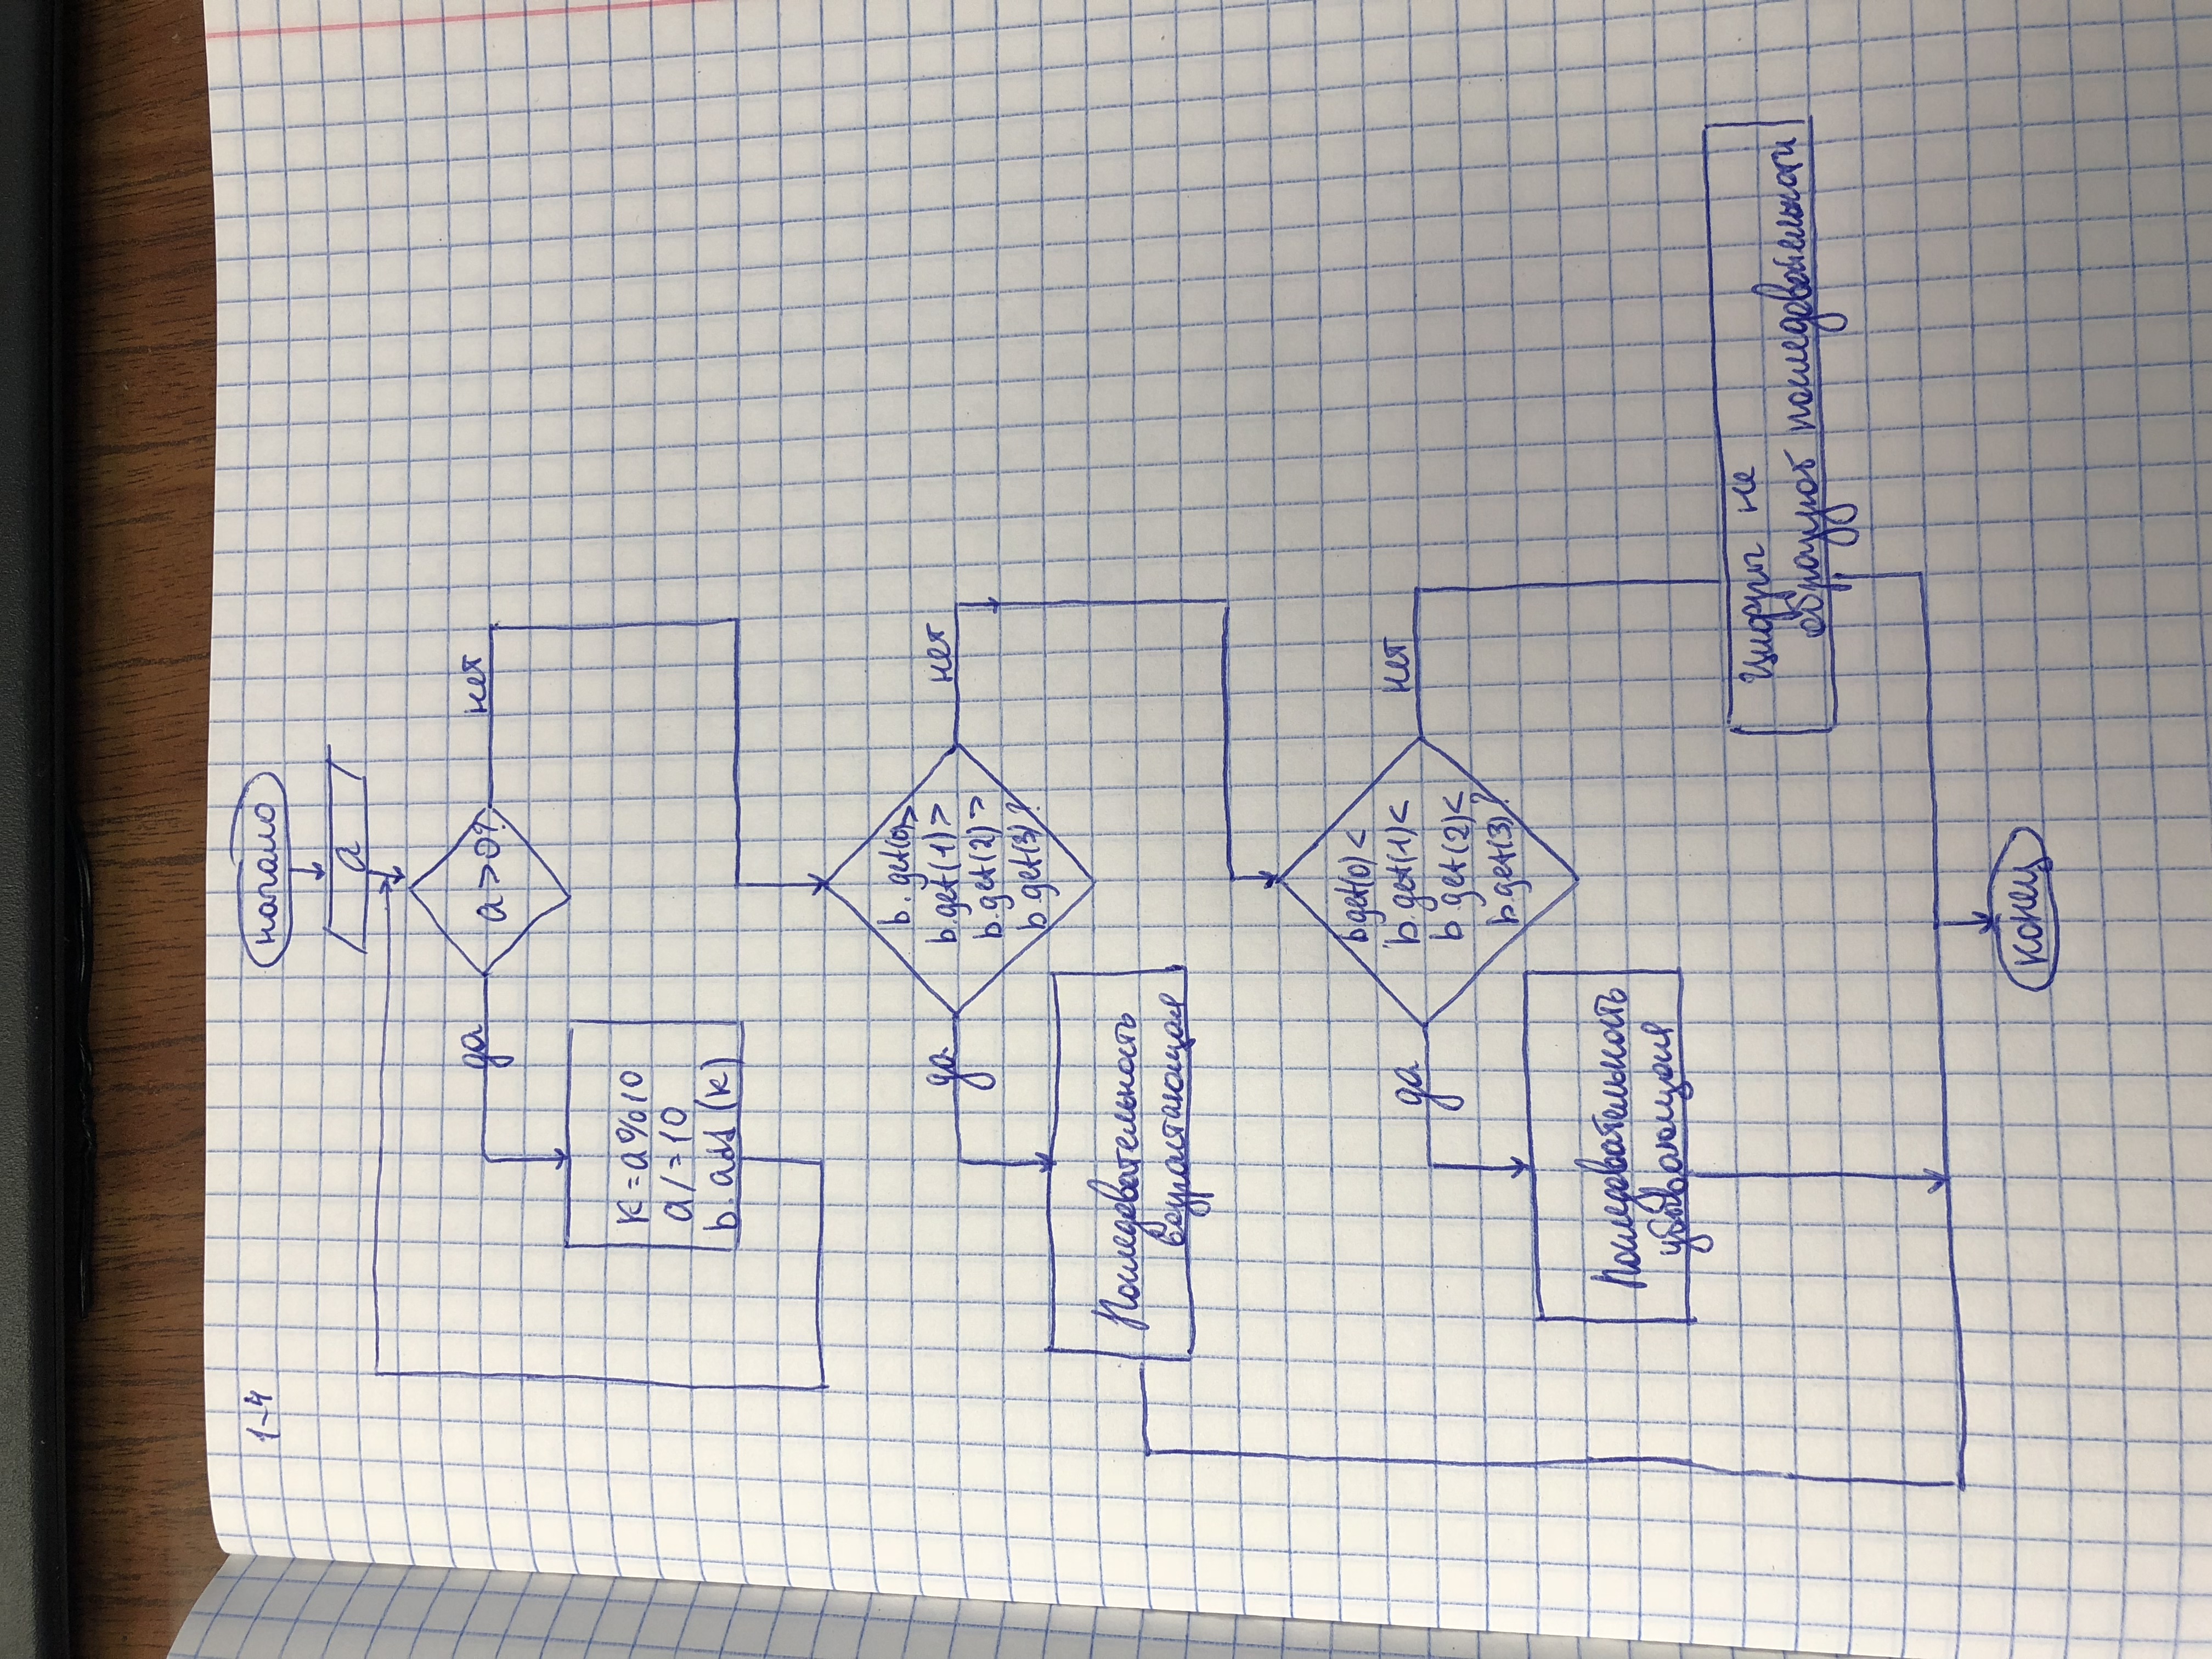 1-4
начало
a
да
a>0?
нет
k=a%10
a/=10
b.add(k)
b.get(0)>
b.get(1)>
b.get(2)>
b.get(3)?
да
нет
Последовательность
возрастающая
b.get(0)<
b.get(1)<
b.get(2)<
b.get(3)?
да
нет
Последовательность
убывающая
Цифры не
образуют последовательности
конец